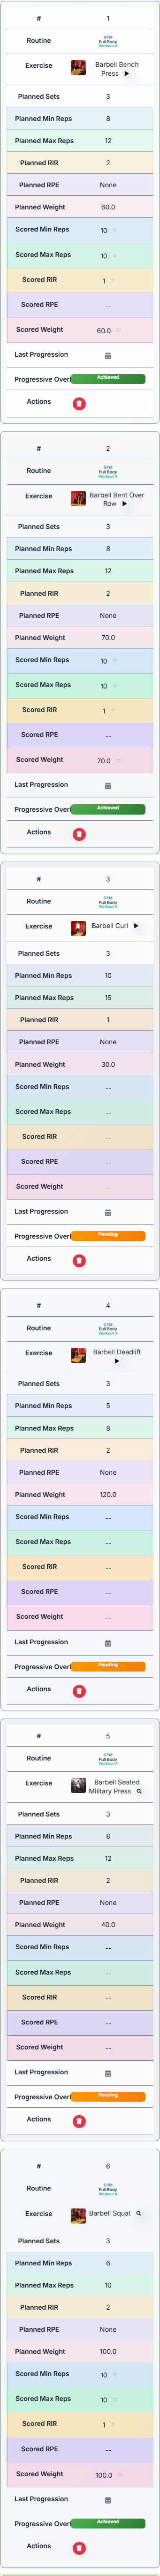 # 1
Routine GYM
Full Body
Workout A
Exercise Barbell Bench
Press
Planned Sets 3
Planned Min Reps 8
Planned Max Reps 12
Planned RIR 2
Planned RPE None
Planned Weight 60.0
Scored Min Reps 10
Scored Max Reps 10
Scored RIR 1
Scored RPE --
Scored Weight 60.0 =
Last Progression
Progressive Overl Achieved
Actions
# 2
Routine GYM
Full Body
Workout A
Exercise Barbell Bent Over
Row
Planned Sets 3
Planned Min Reps 8
Planned Max Reps 12
Planned RIR 2
Planned RPE None
Planned Weight 70.0
Scored Min Reps 10
Scored Max Reps 10
Scored RIR 1
Scored RPE --
Scored Weight 70.0 =
Last Progression
Progressive Overl Achieved
Actions
# 3
Routine GYM
Full Body
Workout A
Exercise Barbell Curl
Planned Sets 3
Planned Min Reps 10
Planned Max Reps 15
Planned RIR 1
Planned RPE None
Planned Weight 30.0
Scored Min Reps --
Scored Max Reps --
Scored RIR --
Scored RPE --
Scored Weight --
Last Progression
Progressive Overl Pending
Actions
# 4
Routine GYM
Full Body
Workout A
Exercise Barbell Deadlift
Planned Sets 3
Planned Min Reps 5
Planned Max Reps 8
Planned RIR 2
Planned RPE None
Planned Weight 120.0
Scored Min Reps --
Scored Max Reps --
Scored RIR --
Scored RPE --
Scored Weight --
Last Progression
Progressive Overl Pending
Actions
# 5
Routine GYM
Full Body
Workout A
Exercise Barbell Seated
Military Press
Planned Sets 3
Planned Min Reps 8
Planned Max Reps 12
Planned RIR 2
Planned RPE None
Planned Weight 40.0
Scored Min Reps --
Scored Max Reps --
Scored RIR --
Scored RPE --
Scored Weight --
Last Progression
Progressive Overl Pending
Actions
# 6
Routine GYM
Full Body
Workout A
Exercise Barbell Squat
Planned Sets 3
Planned Min Reps 6
Planned Max Reps 10
Planned RIR 2
Planned RPE None
Planned Weight 100.0
Scored Min Reps 10
Scored Max Reps 10 =
Scored RIR 1
Scored RPE --
Scored Weight 100.0 =
Last Progression
Progressive Overl Achieved
Actions